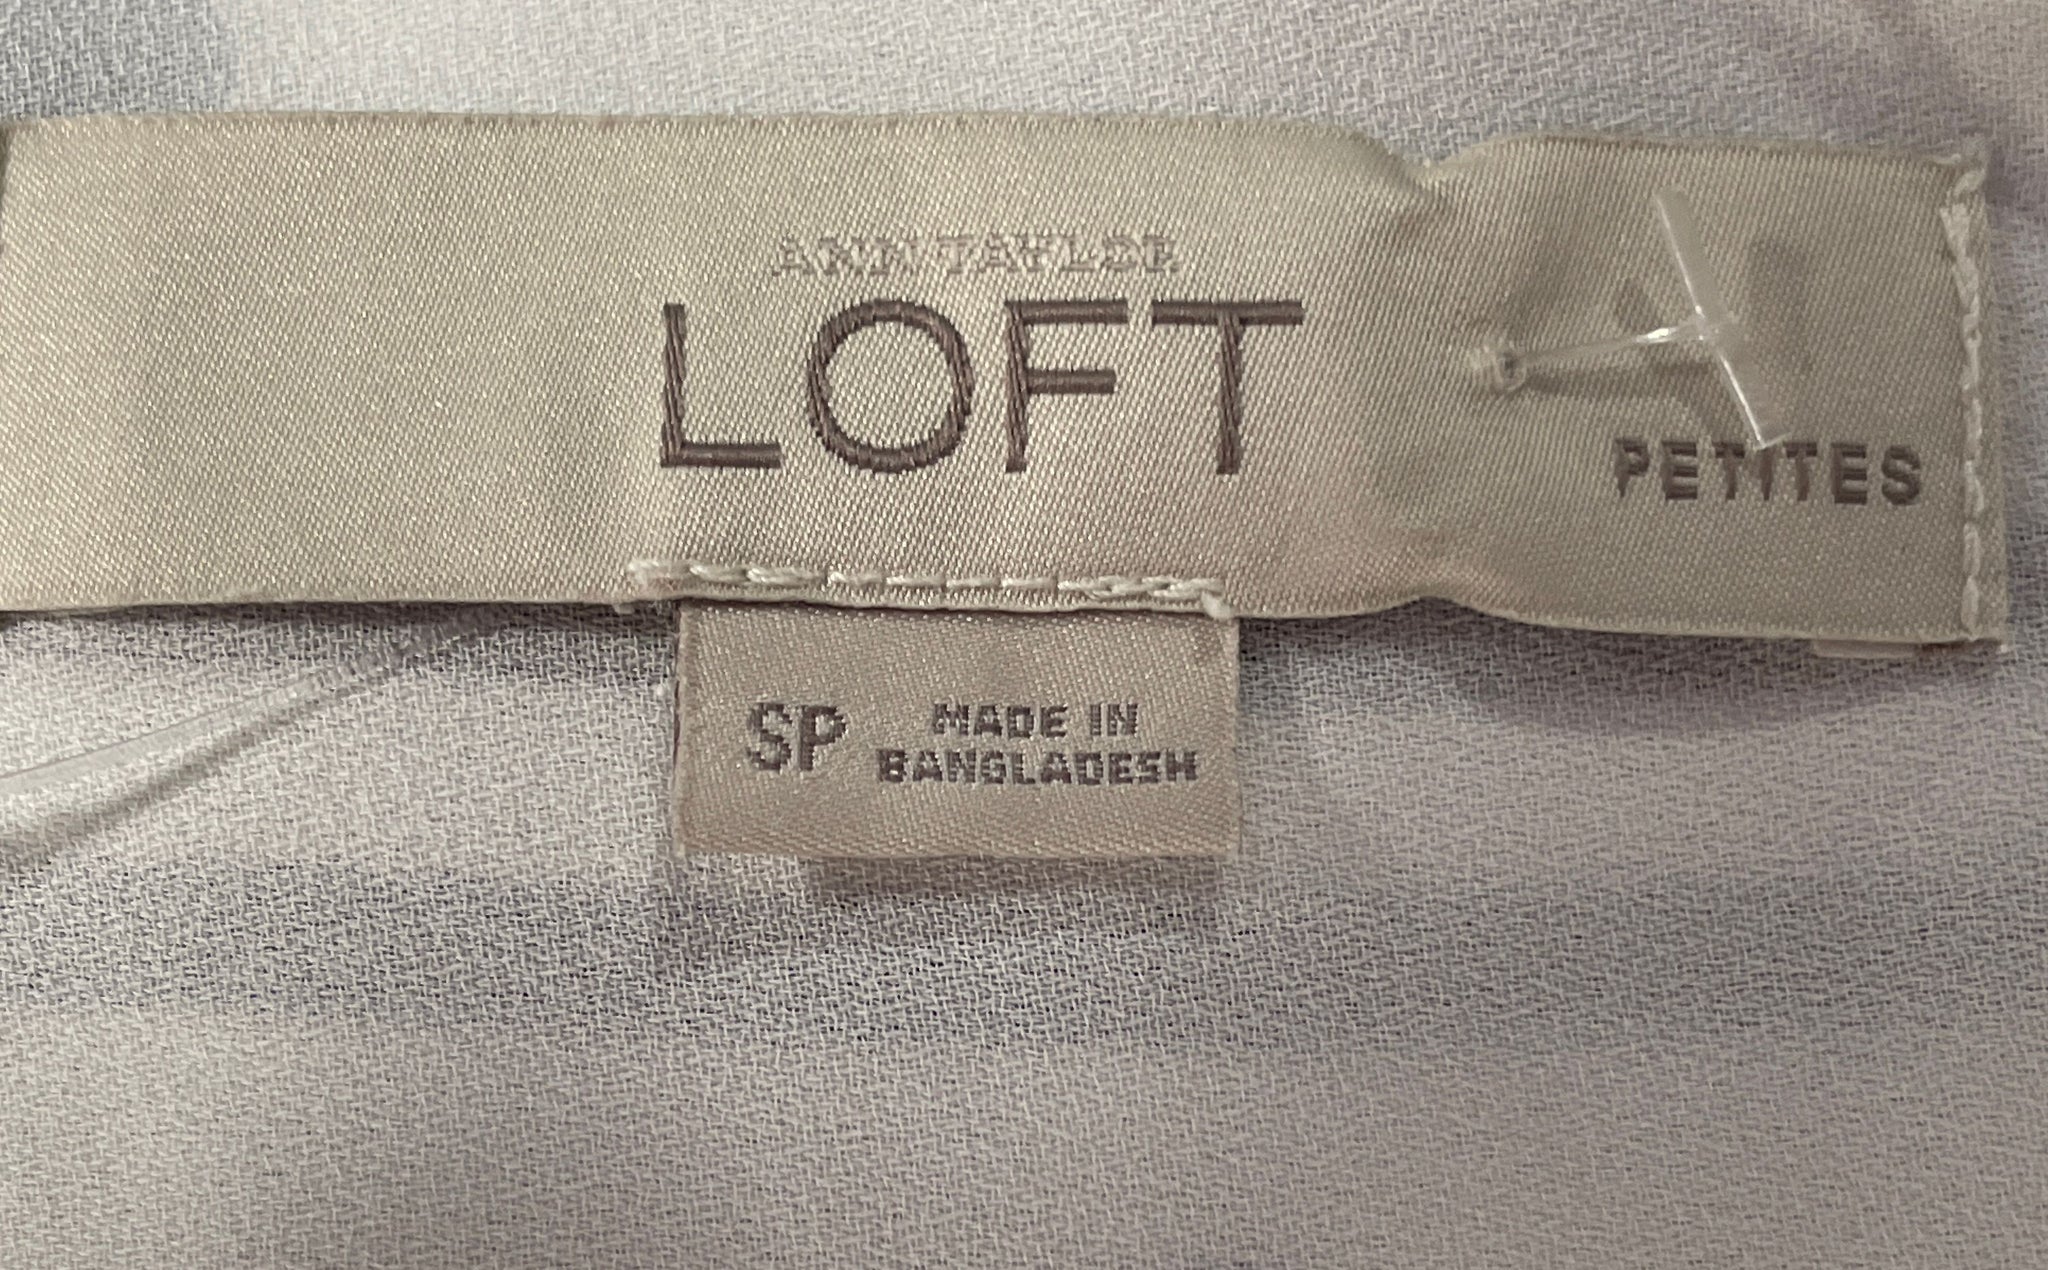 ANN TAYLOR
LOFT
PETITES
SP
MADE IN
BANGLADESH